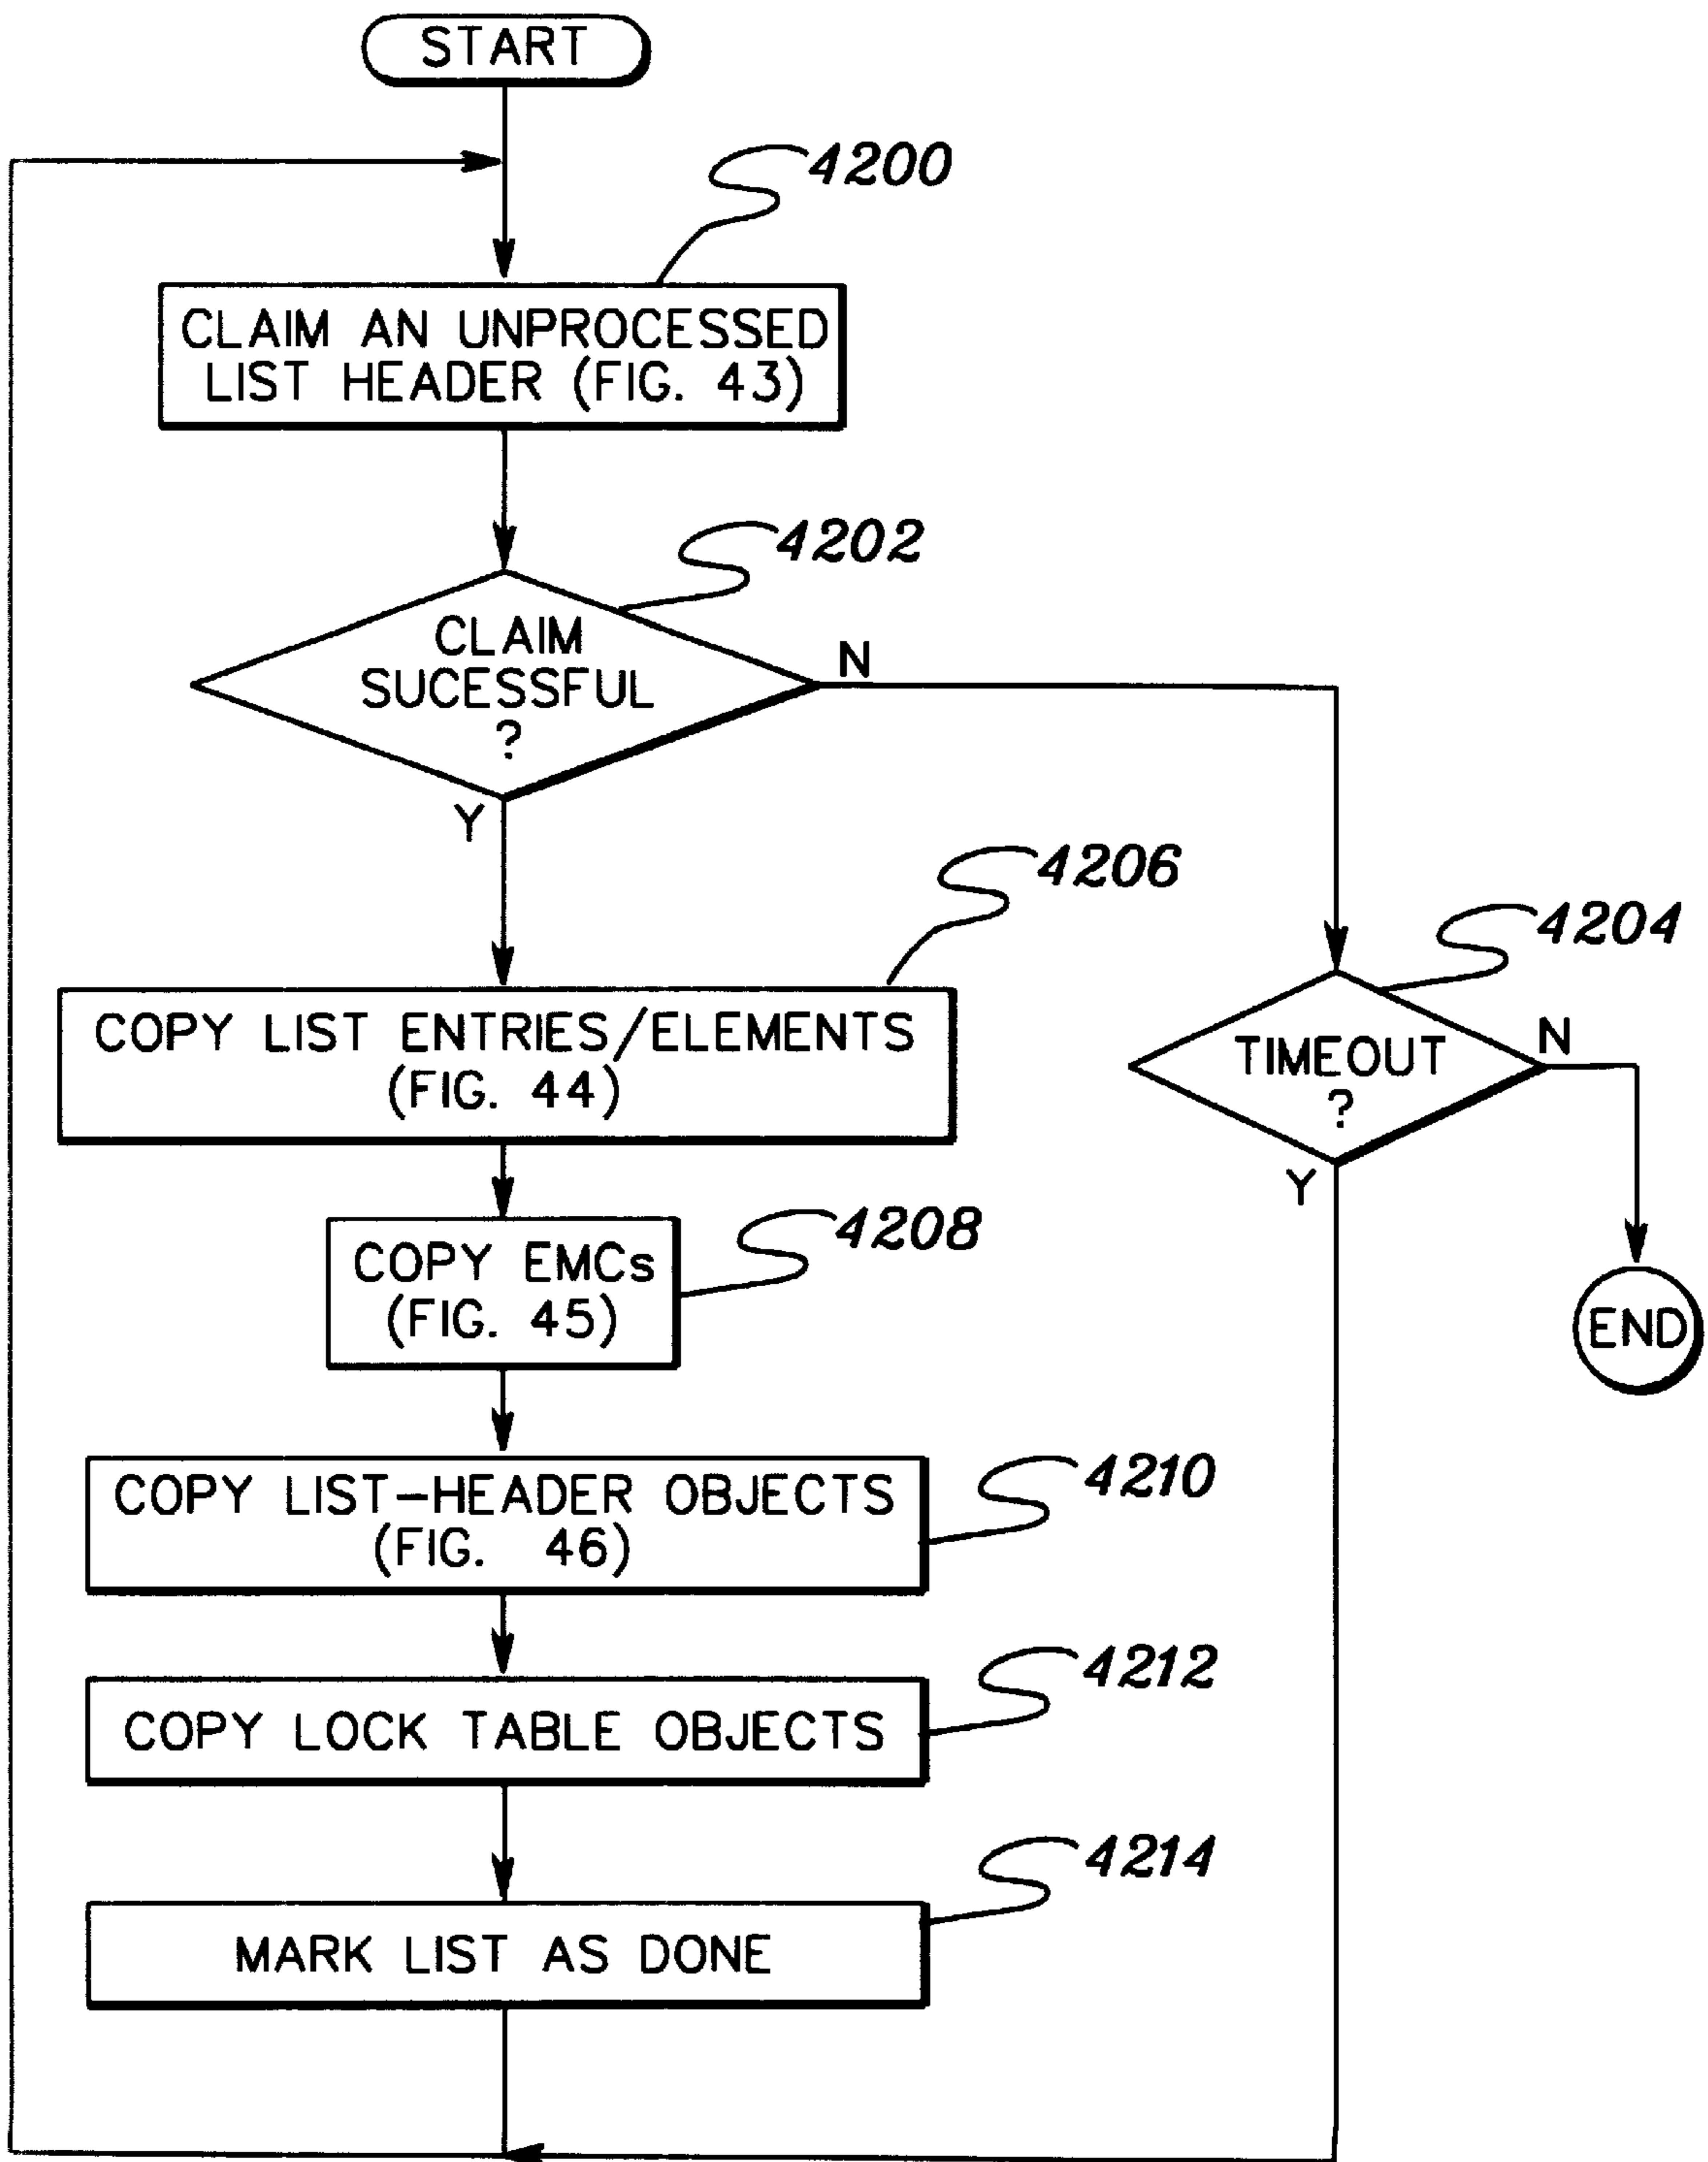 START
4200
CLAIM AN UNPROCESSED
LIST HEADER (FIG. 43)
4202
CLAIM
SUCESSFUL
?
N
Y
4206
4204
COPY LIST ENTRIES/ELEMENTS
(FIG. 44)
TIMEOUT
?
N
Y
4208
COPY EMCs
(FIG. 45)
END
4210
COPY LIST-HEADER OBJECTS
(FIG. 46)
4212
COPY LOCK TABLE OBJECTS
4214
MARK LIST AS DONE